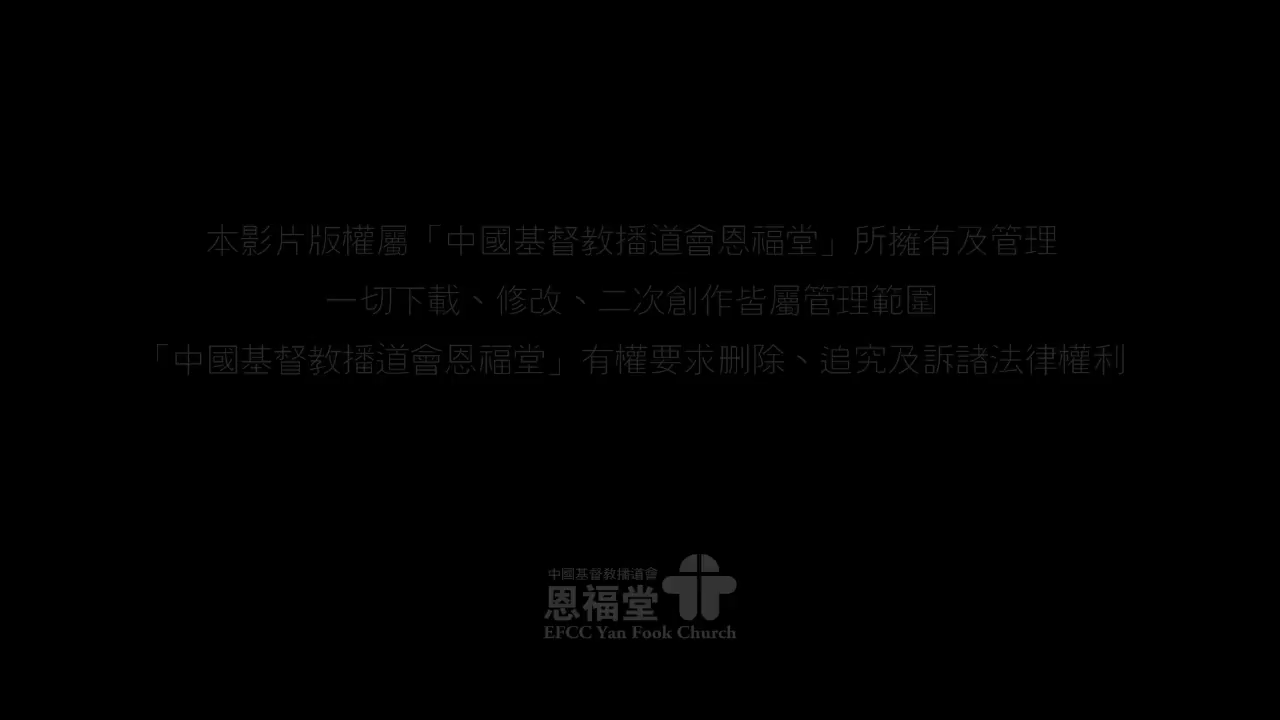 本影片版權屬「中國基督教播道會恩福堂」所擁有及管理
一切下載、修改、二次創作皆屬管理範圍
「中國基督教播道會恩福堂」有權要求刪除、追究及訴諸法律權利
中國基督教播道會
恩福堂
EFCC Yan Fook Church